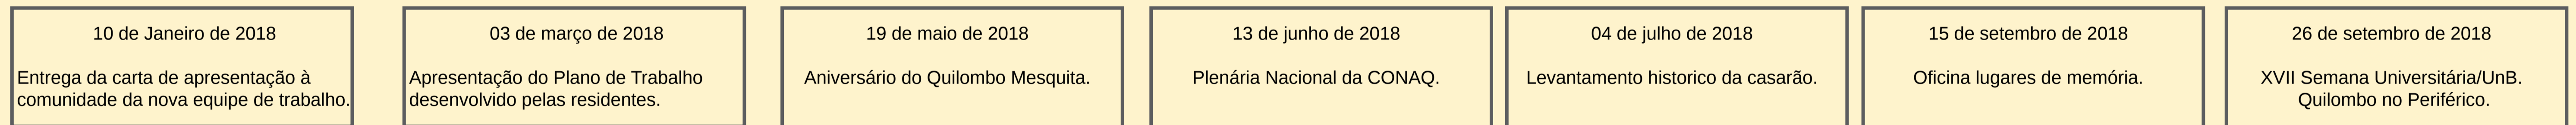 10 de Janeiro de 2018
Entrega da carta de apresentação à
comunidade da nova equipe de trabalho.
03 de março de 2018
Apresentação do Plano de Trabalho
desenvolvido pelas residentes.
19 de maio de 2018
Aniversário do Quilombo Mesquita.
13 de junho de 2018
Plenária Nacional da CONAQ.
04 de julho de 2018
Levantamento historico da casarão.
15 de setembro de 2018
Oficina lugares de memória.
26 de setembro de 2018
XVII Semana Universitária/UnB.
Quilombo no Periférico.